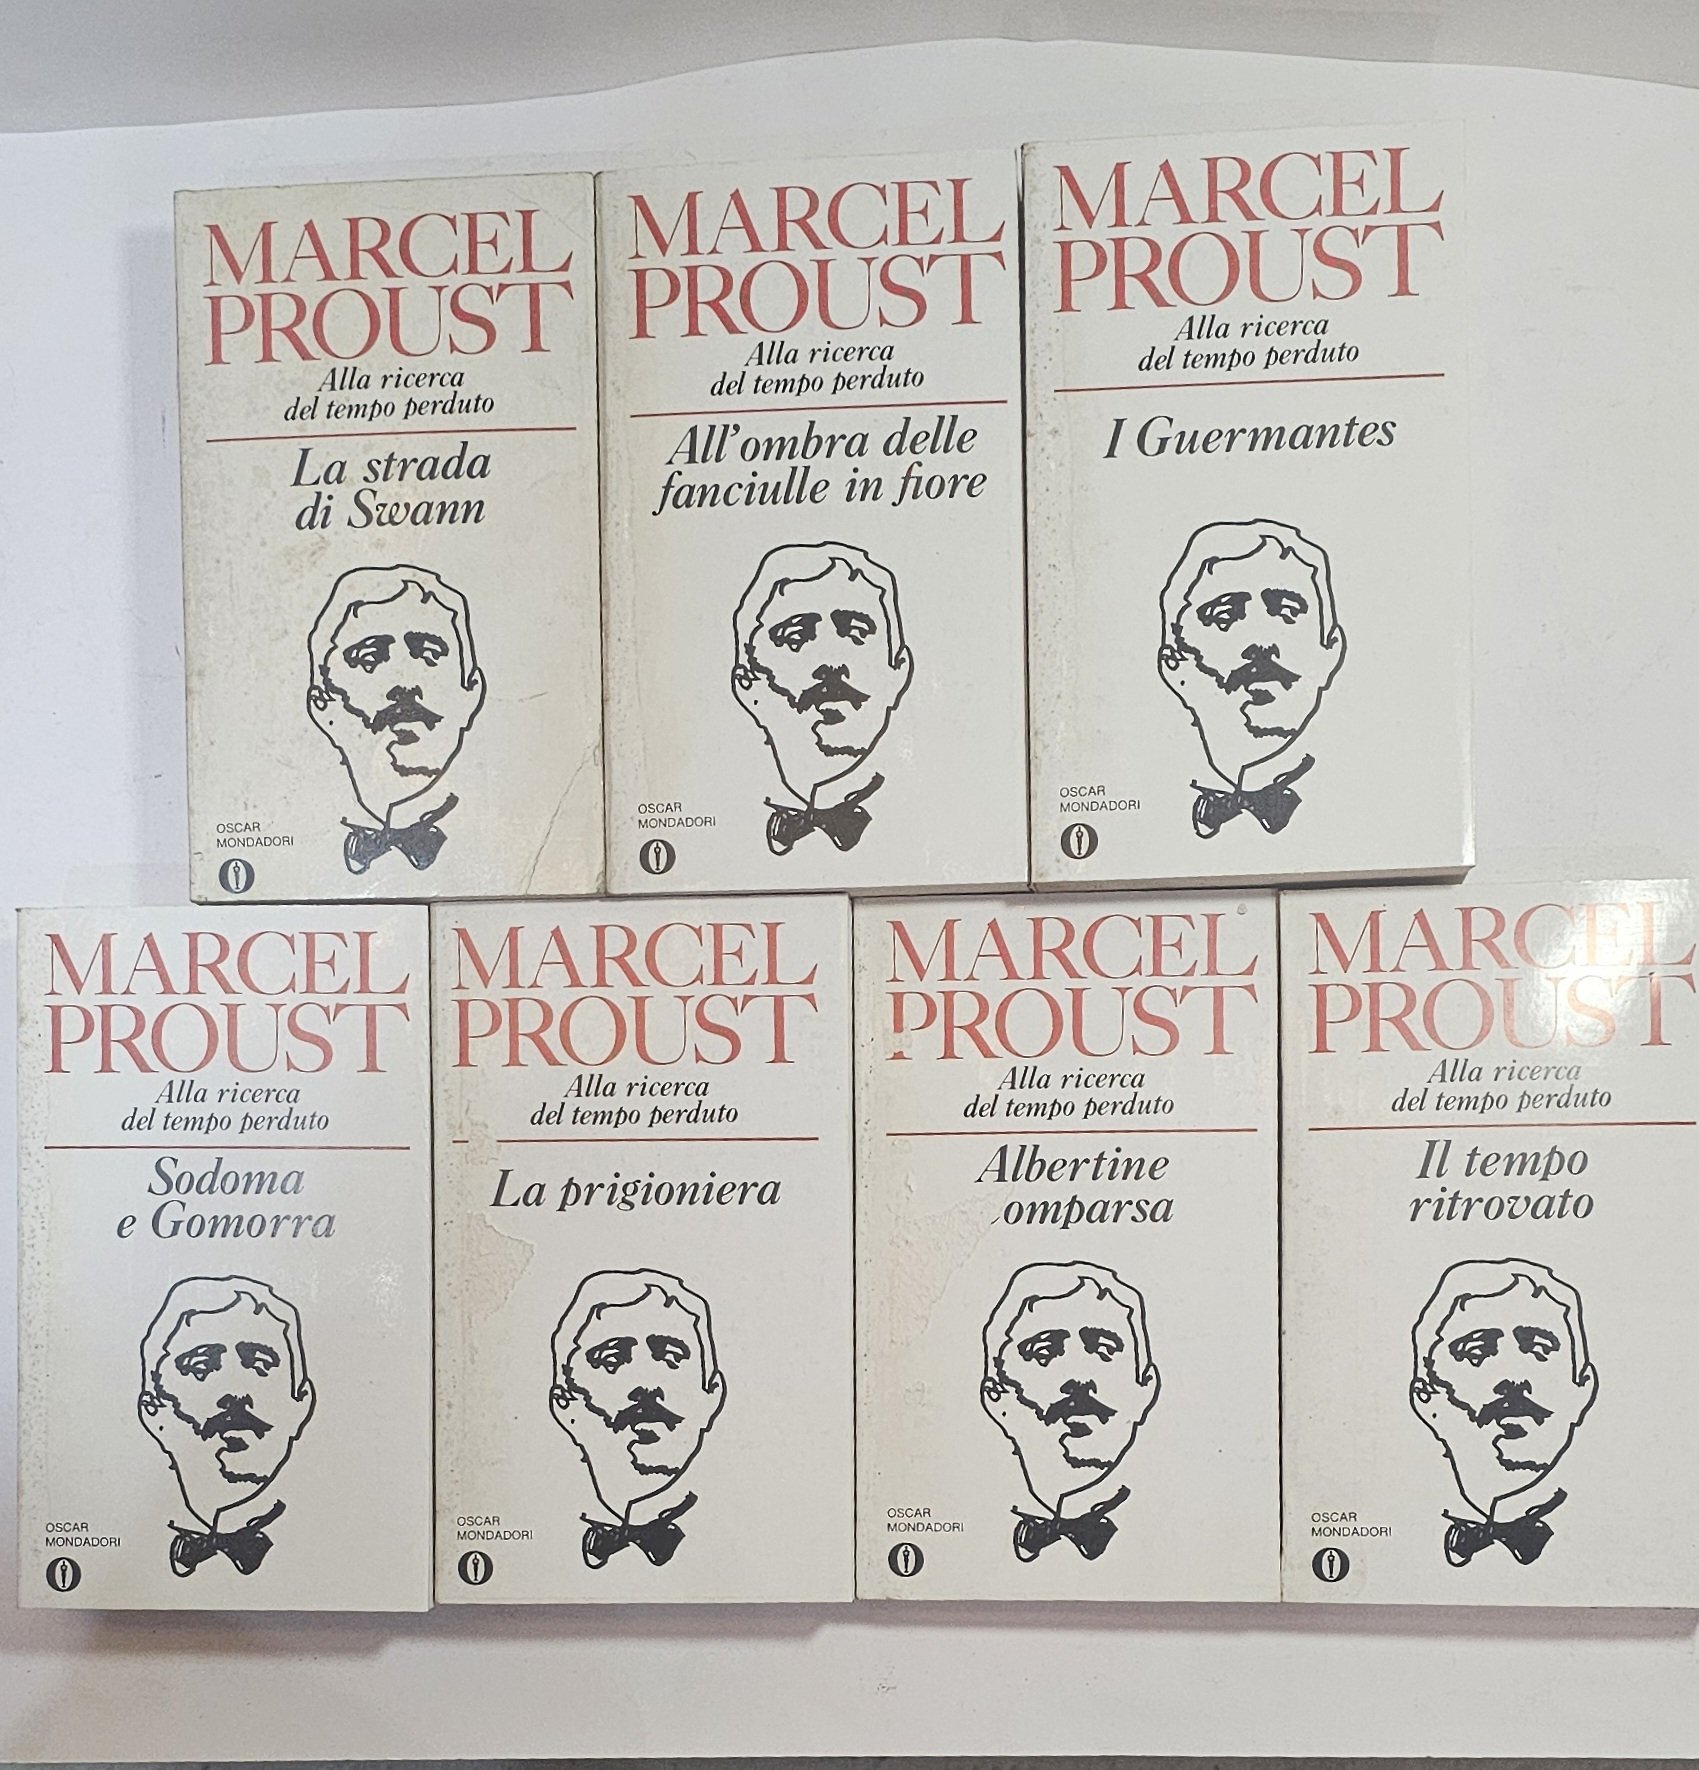 MARCEL
PROUST
Alla ricerca
del tempo perduto
La strada
di Swann
OSCAR
MONDADORI
MARCEL
PROUST
Alla ricerca
del tempo perduto
All'ombra delle
fanciulle in fiore
OSCAR
MONDADORI
MARCEL
PROUST
Alla ricerca
del tempo perduto
I Guermantes
OSCAR
MONDADORI
MARCEL
PROUST
Alla ricerca
del tempo perduto
Sodoma
e Gomorra
OSCAR
MONDADORI
MARCEL
PROUST
Alla ricerca
del tempo perduto
La prigioniera
OSCAR
MONDADORI
MARCEL
PROUST
Alla ricerca
del tempo perduto
Albertine
omparsa
OSCAR
MONDADORI
MARCEL
PROUST
Alla ricerca
del tempo perduto
Il tempo
ritrovato
OSCAR
MONDADORI